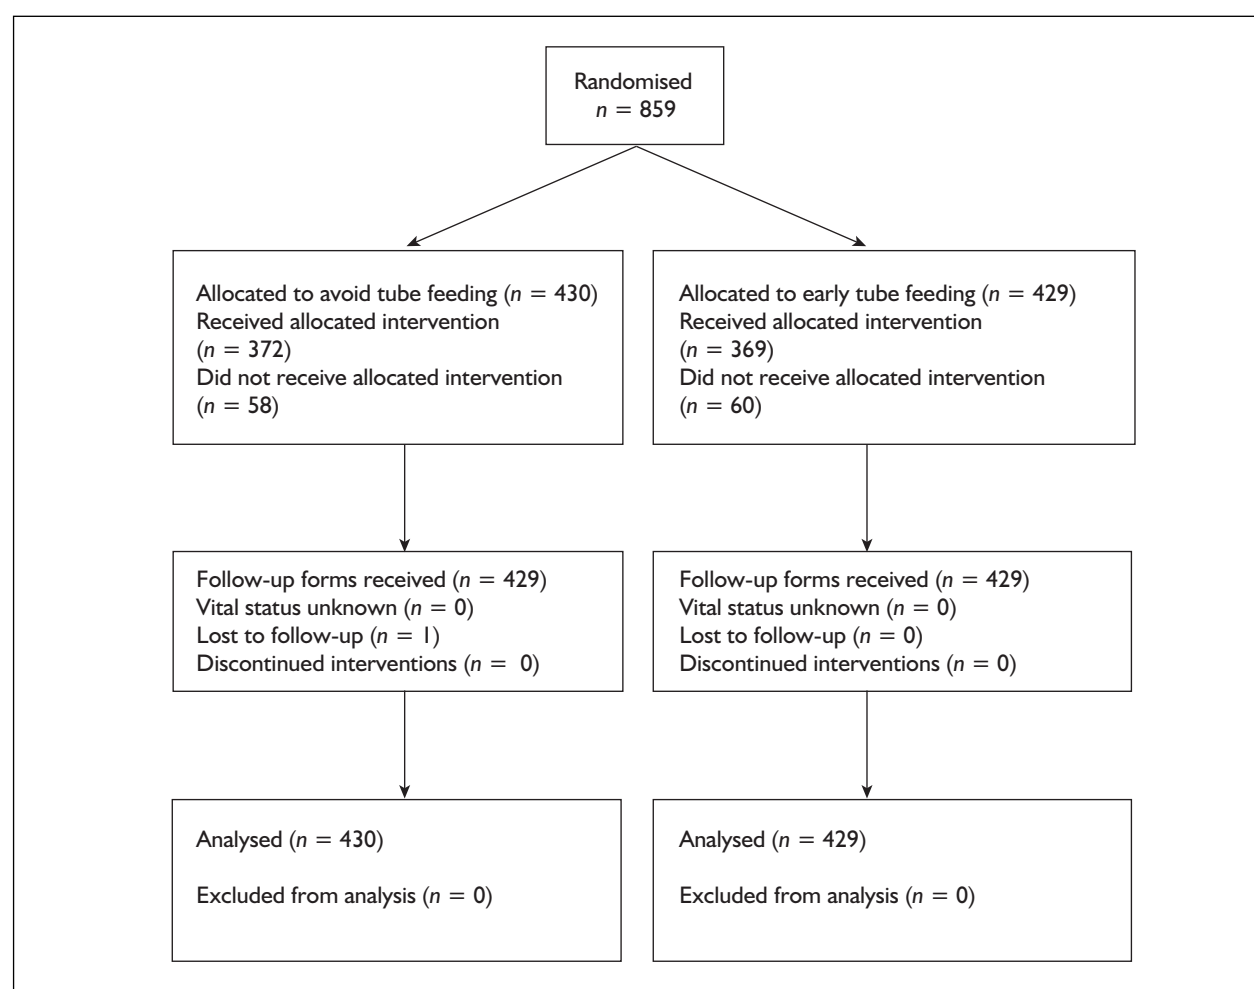 Randomised
n = 859
Allocated to avoid tube feeding (n = 430)
Received allocated intervention
(n = 372)
Did not receive allocated intervention
(n = 58)
Allocated to early tube feeding (n = 429)
Received allocated intervention
(n = 369)
Did not receive allocated intervention
(n = 60)
Follow-up forms received (n = 429)
Vital status unknown (n = 0)
Lost to follow-up (n = 1)
Discontinued interventions (n = 0)
Follow-up forms received (n = 429)
Vital status unknown (n = 0)
Lost to follow-up (n = 0)
Discontinued interventions (n = 0)
Analysed (n = 430)
Excluded from analysis (n = 0)
Analysed (n = 429)
Excluded from analysis (n = 0)